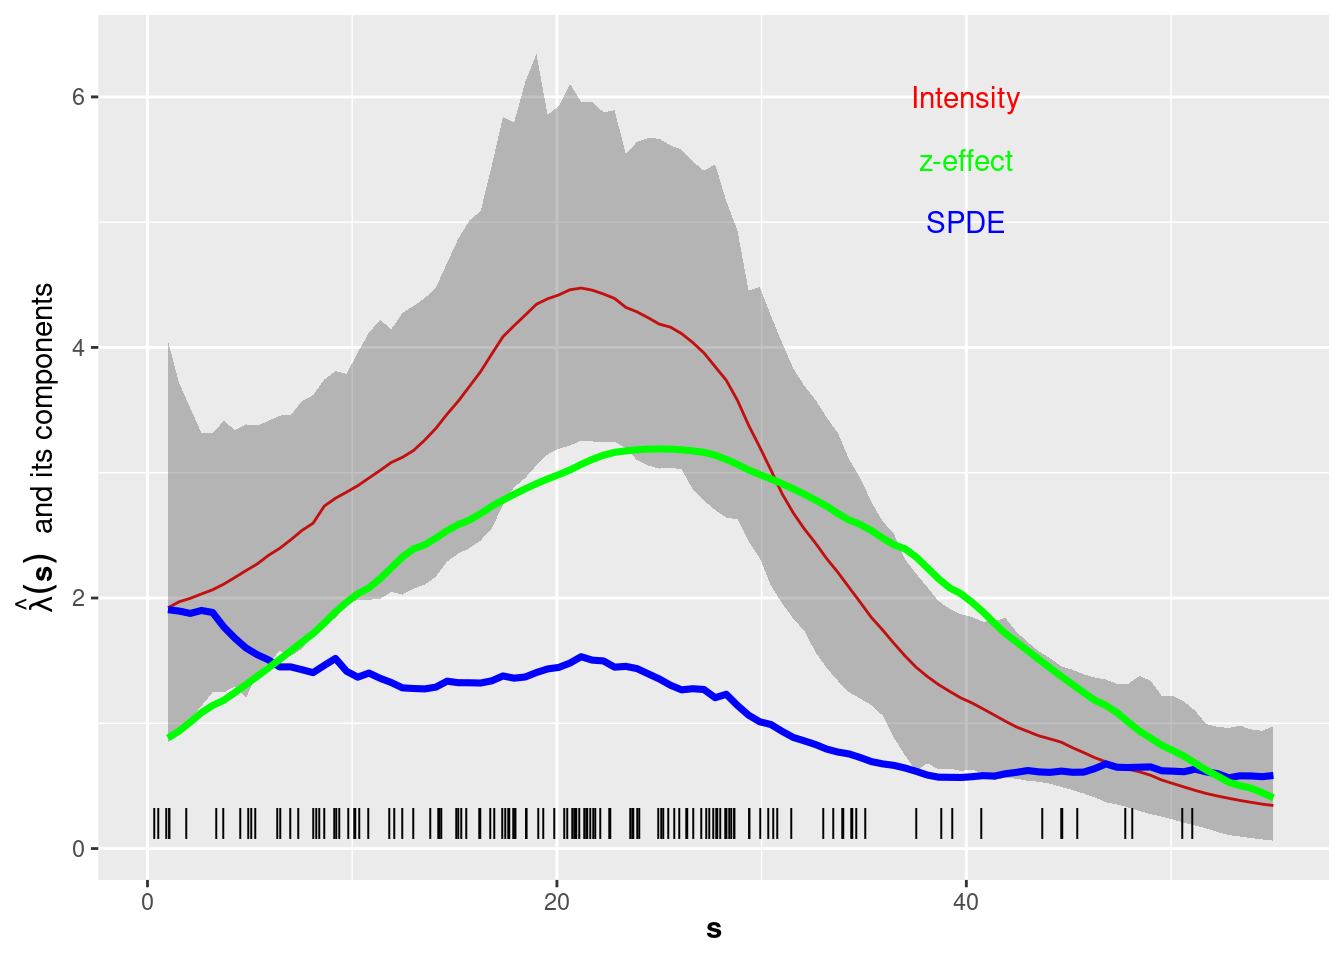 λ̂(s) and its components
6
4
2
0
Intensity
z-effect
SPDE
0 20 40
s